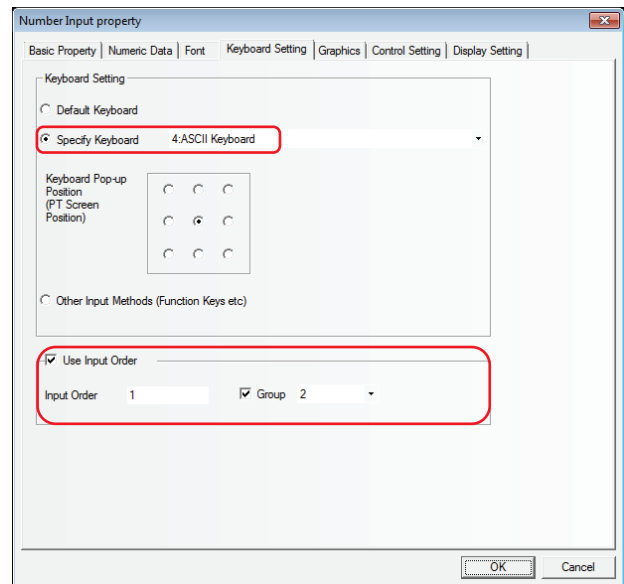 Number Input property
Basic Property Numeric Data Font Keyboard Setting Graphics Control Setting Display Setting
Keyboard Setting
Default Keyboard
Specify Keyboard 4:ASCII Keyboard
Keyboard Pop-up
Position
(PT Screen
Position)
Other Input Methods (Function Keys etc)
Use Input Order
Input Order 1 Group 2
OK Cancel